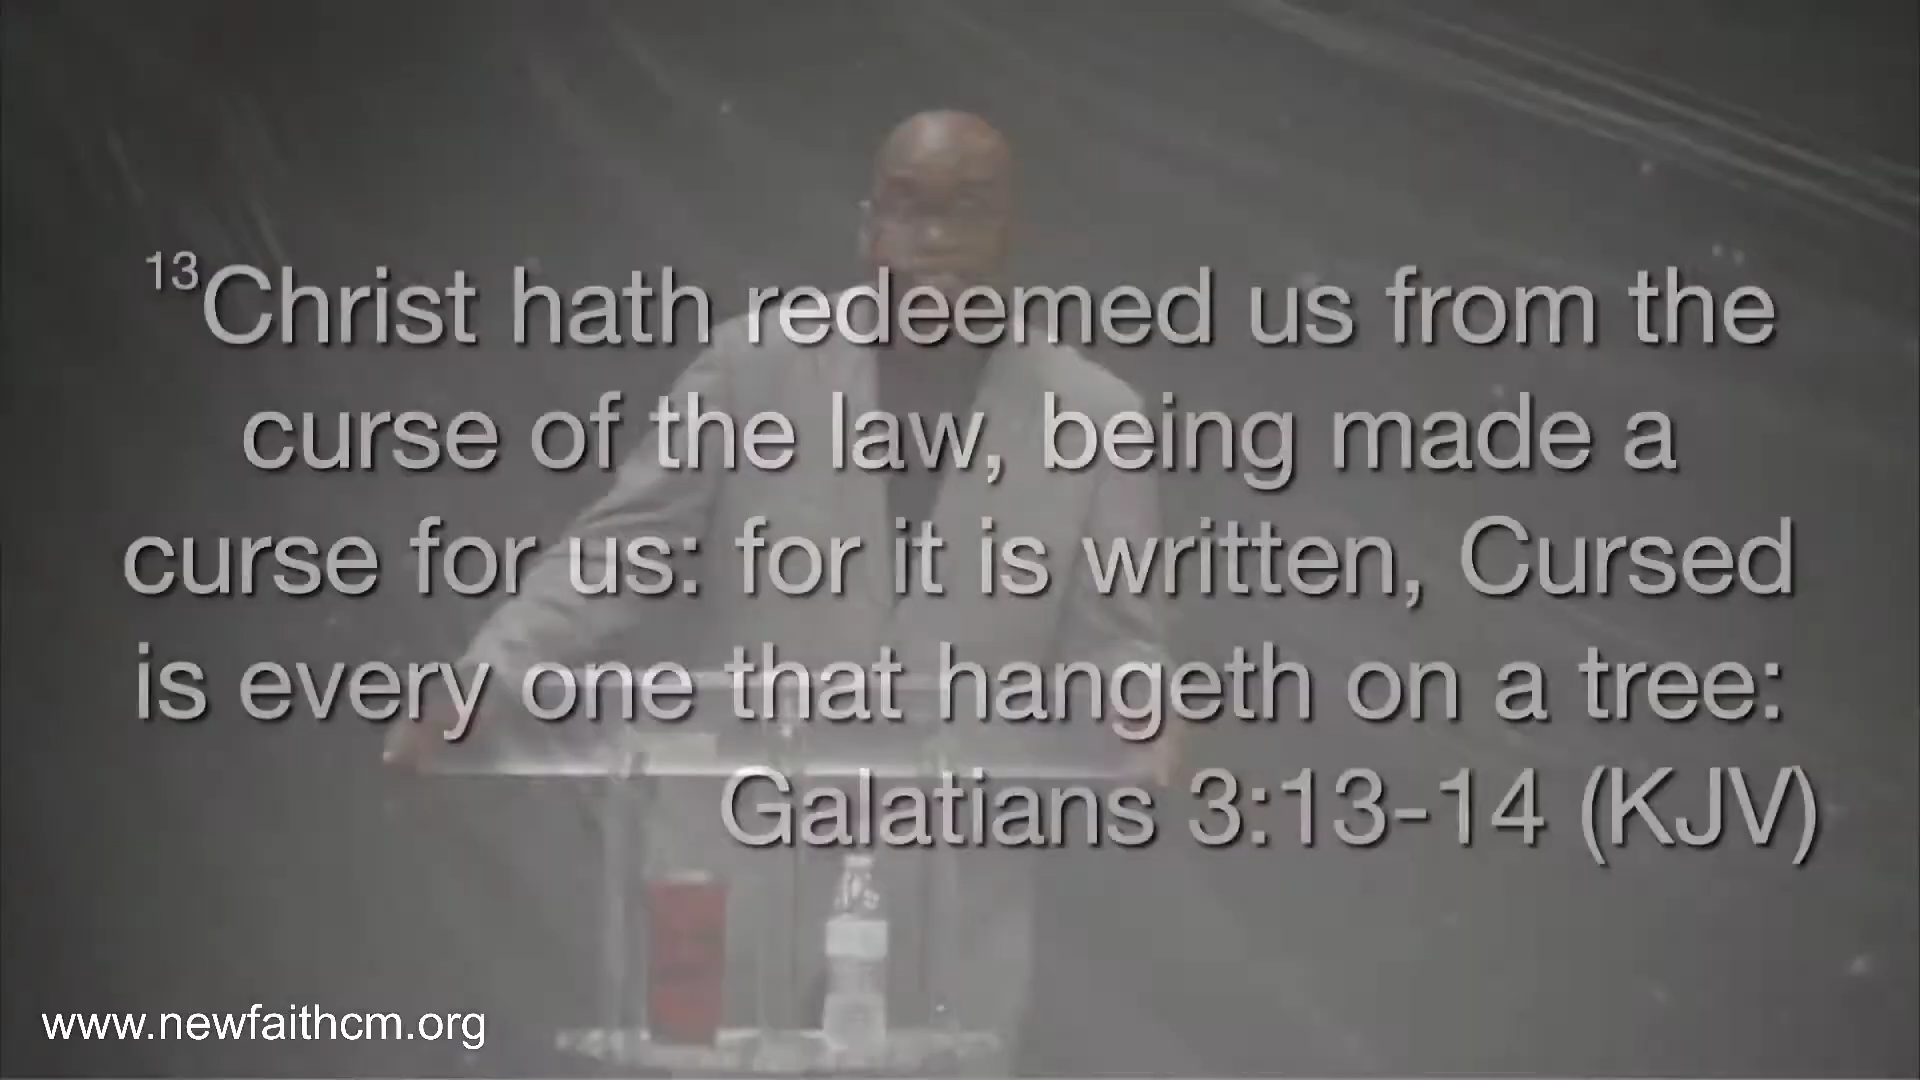 13Christ hath redeemed us from the
curse of the law, being made a
curse for us: for it is written, Cursed
is every one that hangeth on a tree:
Galatians 3:13-14 (KJV)
www.newfaithcm.org